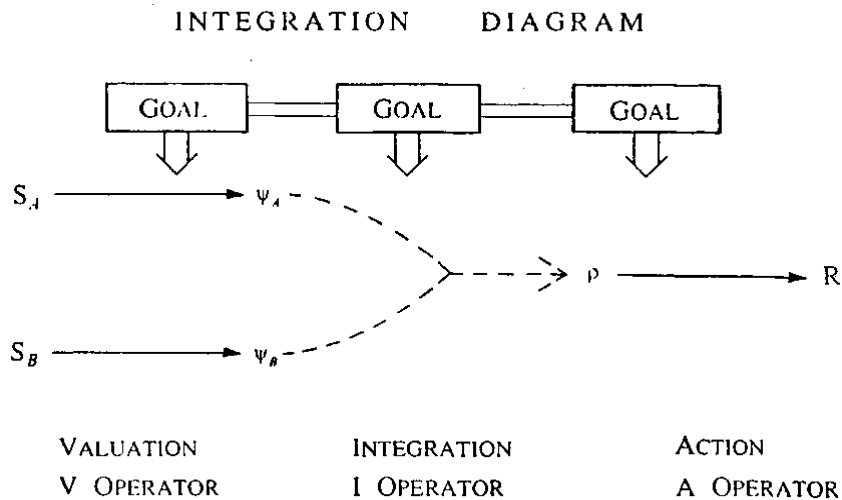 INTEGRATION DIAGRAM
GOAL GOAL GOAL
S_A ψ_A
ρ R
S_B ψ_B
VALUATION INTEGRATION ACTION
V OPERATOR I OPERATOR A OPERATOR